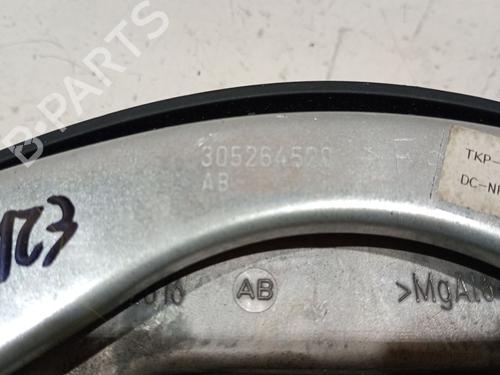 B-PARTS
305264520
AB
TKP-
DC-NF
AB
>MgAl